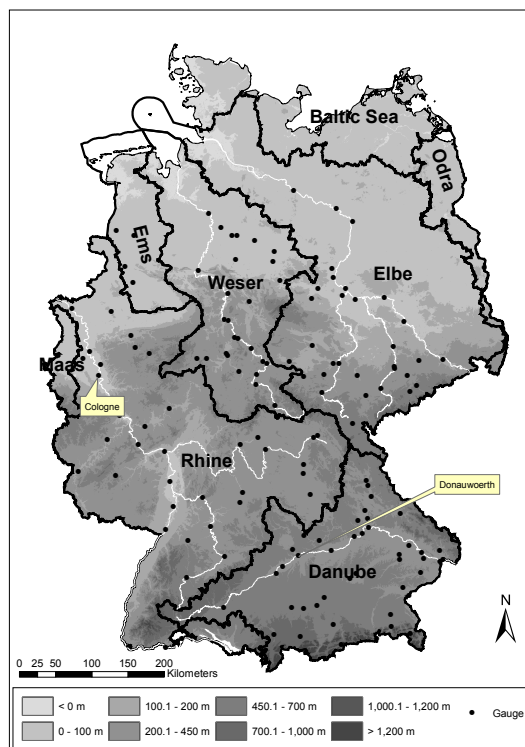 Baltic Sea
Odra
Ems
Elbe
Weser
Maas
Cologne
Rhine
Donauwoerth
Danube
N
0 25 50 100 150 200
Kilometers
< 0 m
100.1 - 200 m
450.1 - 700 m
1,000.1 - 1,200 m
Gauge
0 - 100 m
200.1 - 450 m
700.1 - 1,000 m
> 1,200 m